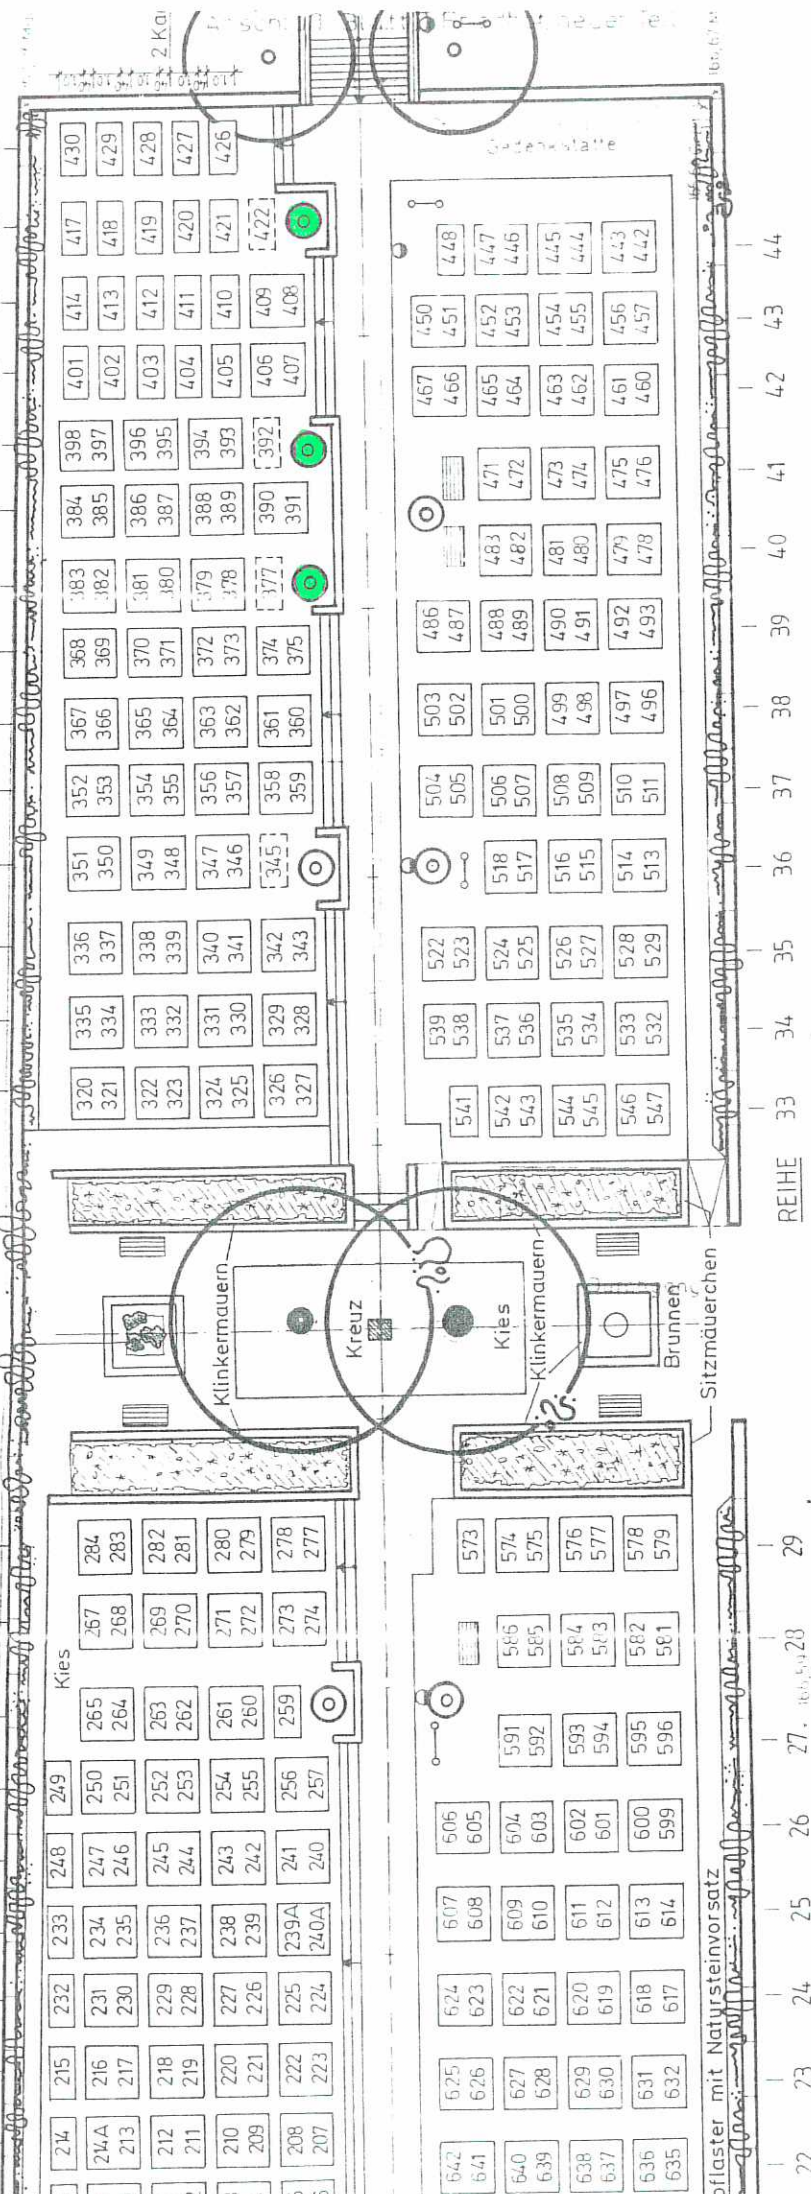 2 Kar
Gedenkstätte
430 429 428 427 426
417 418 419 420 421 422
448 447 446 445 444 443 442
44
414 413 412 411 410 409 408
450 451 452 453 454 455 456 457
43
401 402 403 404 405 406 407
467 466 465 464 463 462 461 460
42
398 397 396 395 394 393 392
471 472 473 474 475 476
41
384 385 386 387 388 389 390 391
483 482 481 480 479 478
40
383 382 381 380 379 378 377
486 487 488 489 490 491 492 493
39
368 369 370 371 372 373 374 375
503 502 501 500 499 498 497 496
38
367 366 365 364 363 362 361 360
504 505 506 507 508 509 510 511
37
352 353 354 355 356 357 358 359
518 517 516 515 514 513
36
351 350 349 348 347 346 345
522 523 524 525 526 527 528 529
35
336 337 338 339 340 341 342 343
539 538 537 536 535 534 533 532
34
335 334 333 332 331 330 329 328
541 542 543 544 545 546 547
33
320 321 322 323 324 325 326 327
REIHE
Klinkermauern
Kreuz
Kies
Klinkermauern
Brunnen
Sitzmäuerchen
284 283 282 281 280 279 278 277
573 574 575 576 577 578 579
29
267 268 269 270 271 272 273 274
586 585 584 583 582 581
28
Kies
265 264 263 262 261 260 259
591 592 593 594 595 596
27.
249 250 251 252 253 254 255 256 257
606 605 604 603 602 601 600 599
26
248 247 246 245 244 243 242 241 240
607 608 609 610 611 612 613 614
25
233 234 235 236 237 238 239 239A 240A
624 623 622 621 620 619 618 617
24
232 231 230 229 228 227 226 225 224
625 626 627 628 629 630 631 632
23
215 216 217 218 219 220 221 222 223
642 641 640 639 638 637 636 635
22
214 214A 213 212 211 210 209 208 207
pflaster mit Natursteinvorsatz